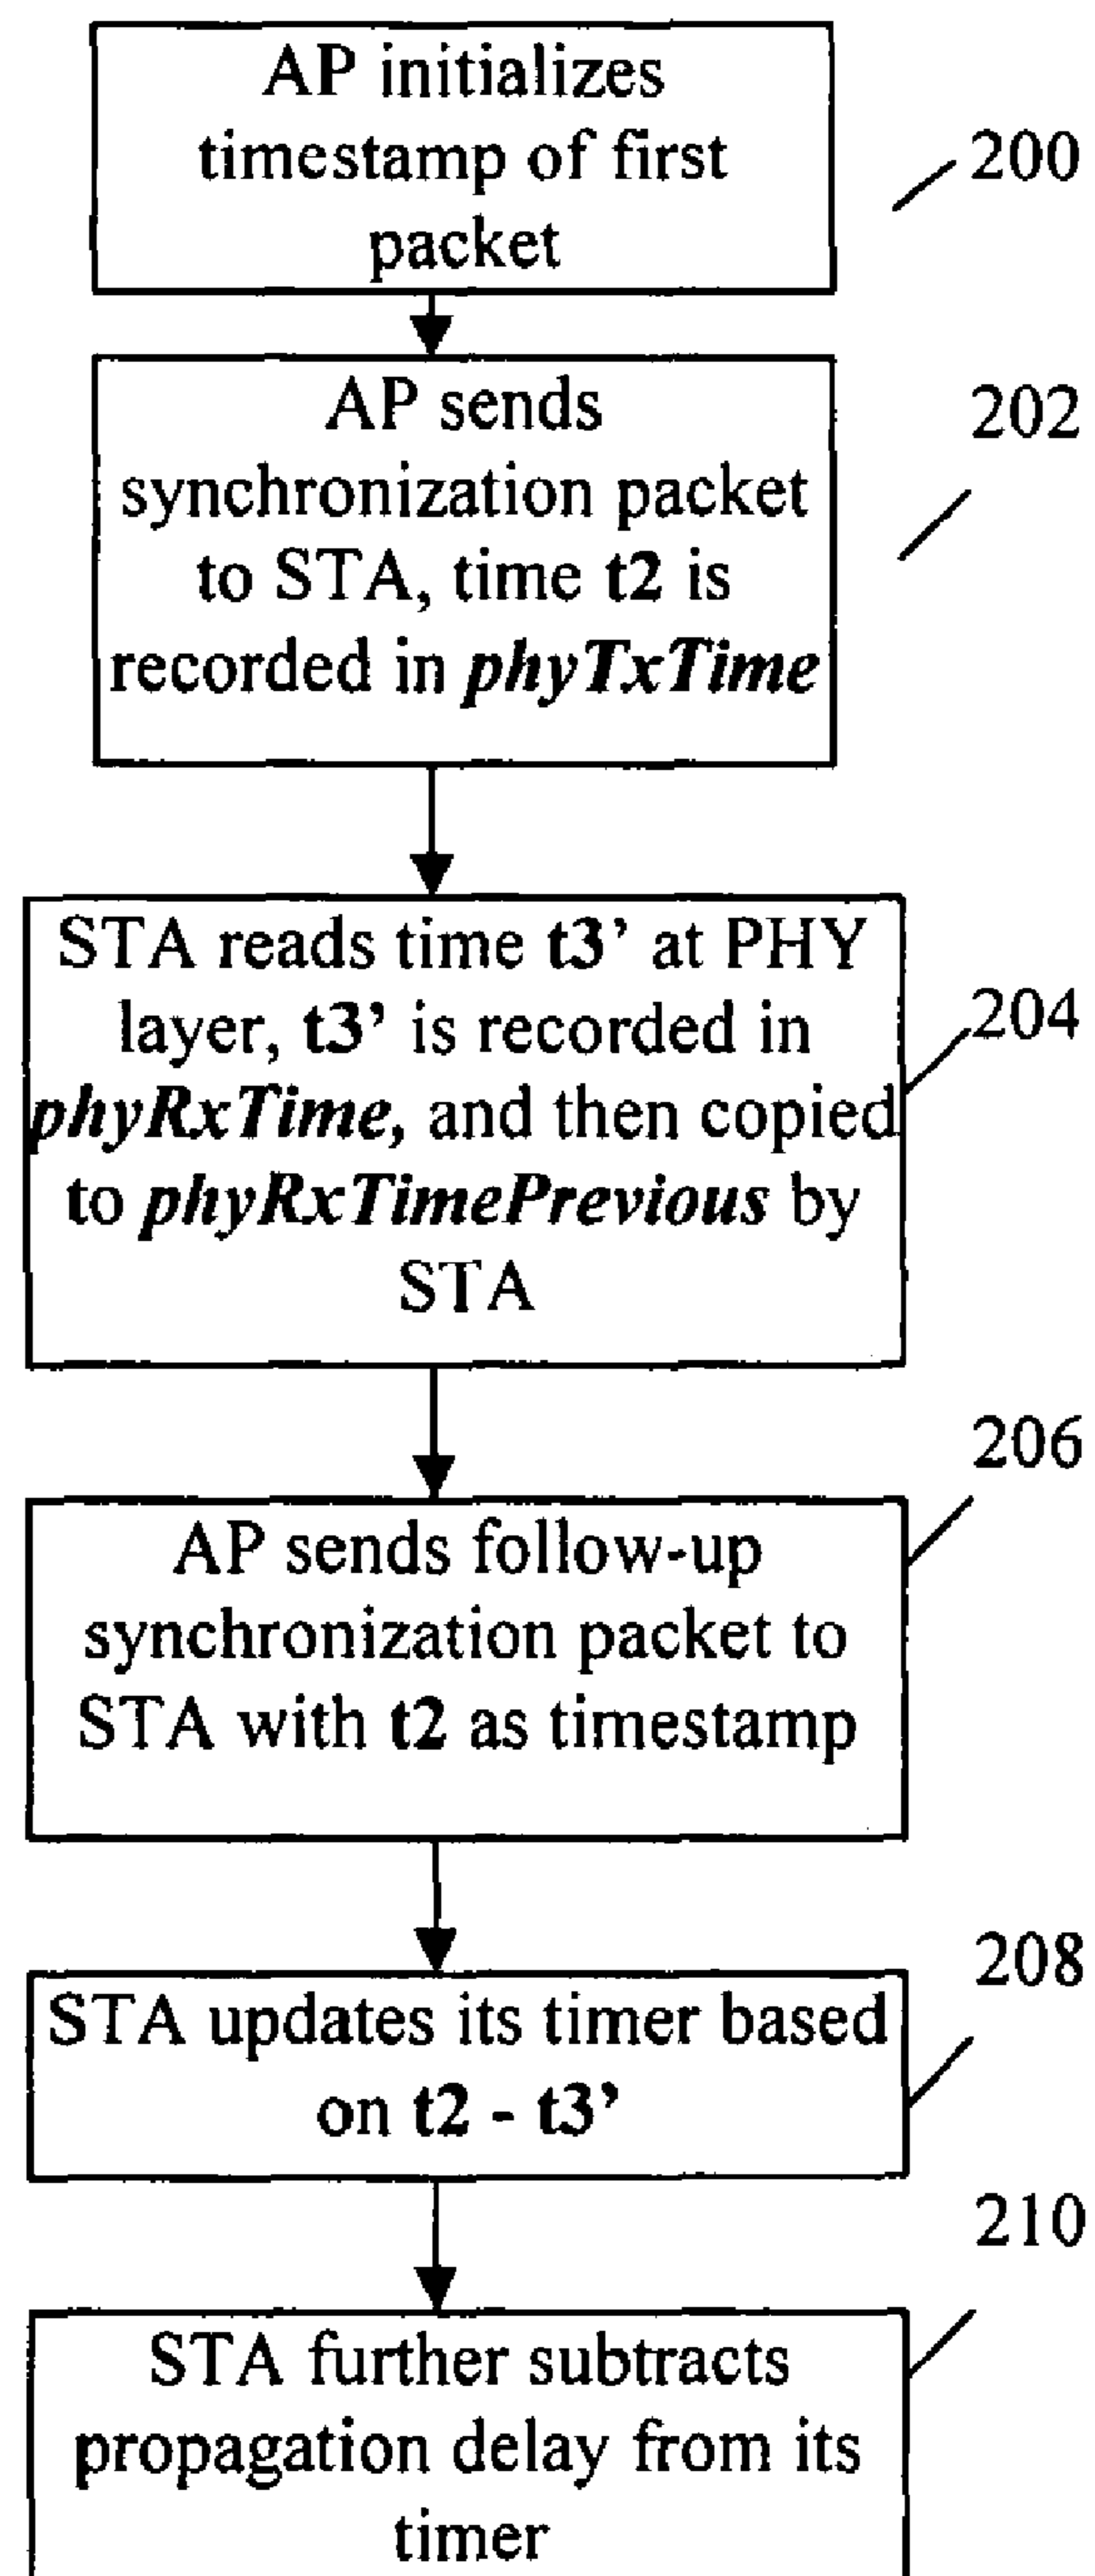 AP initializes
timestamp of first
packet
200
AP sends
synchronization packet
to STA, time t2 is
recorded in phyTxTime
202
STA reads time t3’ at PHY
layer, t3’ is recorded in
phyRxTime, and then copied
to phyRxTimePrevious by
STA
204
AP sends follow-up
synchronization packet to
STA with t2 as timestamp
206
STA updates its timer based
on t2 - t3’
208
STA further subtracts
propagation delay from its
timer
210